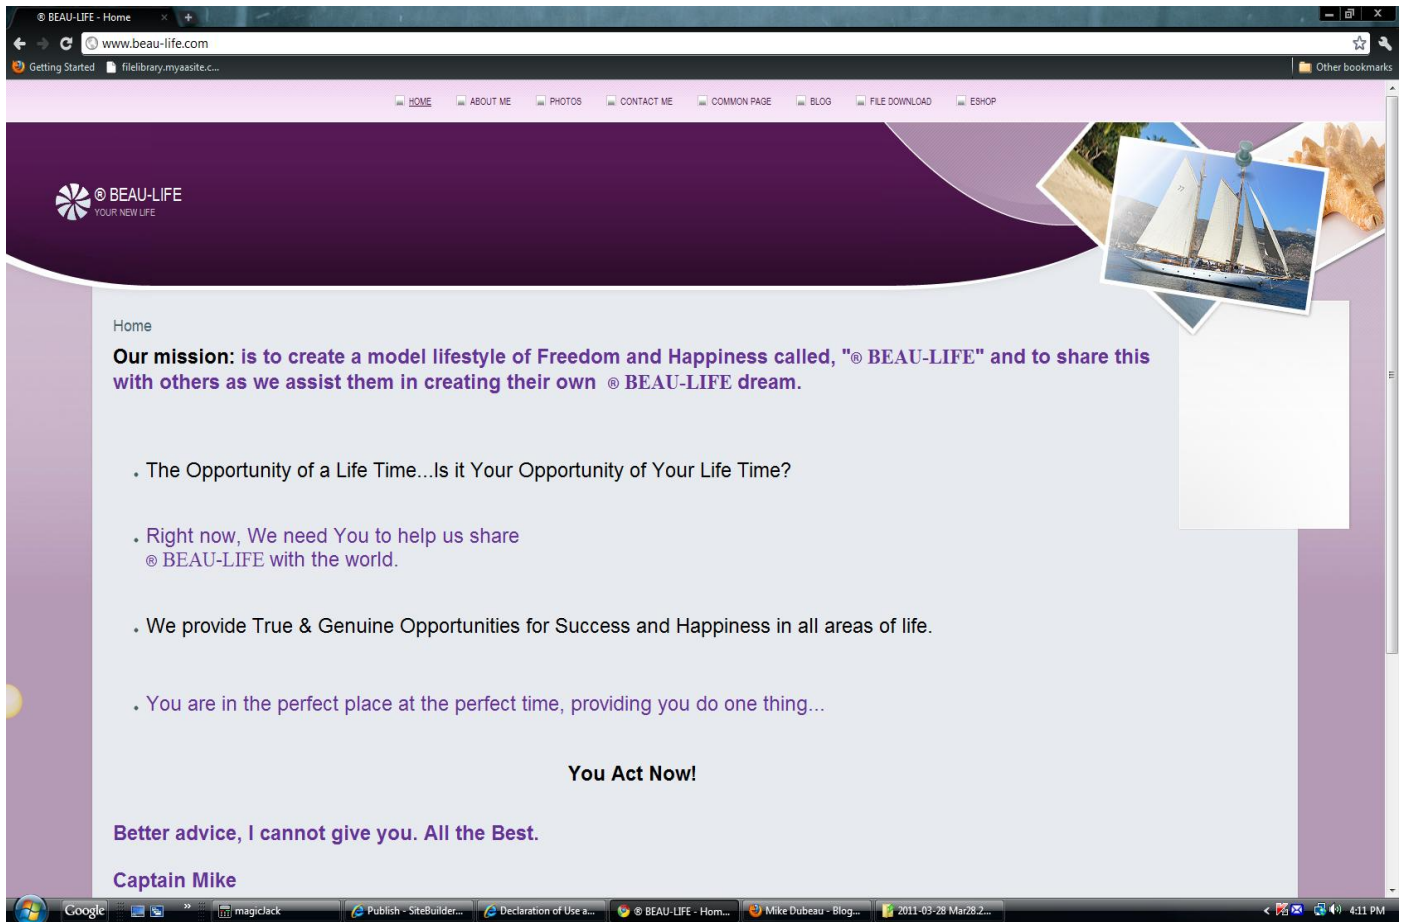 ® BEAU-LIFE - Home
www.beau-life.com
Getting Started filelibrary.myaasite.c... Other bookmarks
HOME ABOUT ME PHOTOS CONTACT ME COMMON PAGE BLOG FILE DOWNLOAD ESHOP
® BEAU-LIFE
YOUR NEW LIFE
77
Home
Our mission: is to create a model lifestyle of Freedom and Happiness called, "® BEAU-LIFE" and to share this
with others as we assist them in creating their own ® BEAU-LIFE dream.
The Opportunity of a Life Time...Is it Your Opportunity of Your Life Time?
Right now, We need You to help us share
® BEAU-LIFE with the world.
We provide True & Genuine Opportunities for Success and Happiness in all areas of life.
You are in the perfect place at the perfect time, providing you do one thing...
You Act Now!
Better advice, I cannot give you. All the Best.
Captain Mike
Google » magicJack Publish - SiteBuilder... Declaration of Use a... ® BEAU-LIFE - Hom... Mike Dubeau - Blog... 2011-03-28 Mar28.2... 4:11 PM